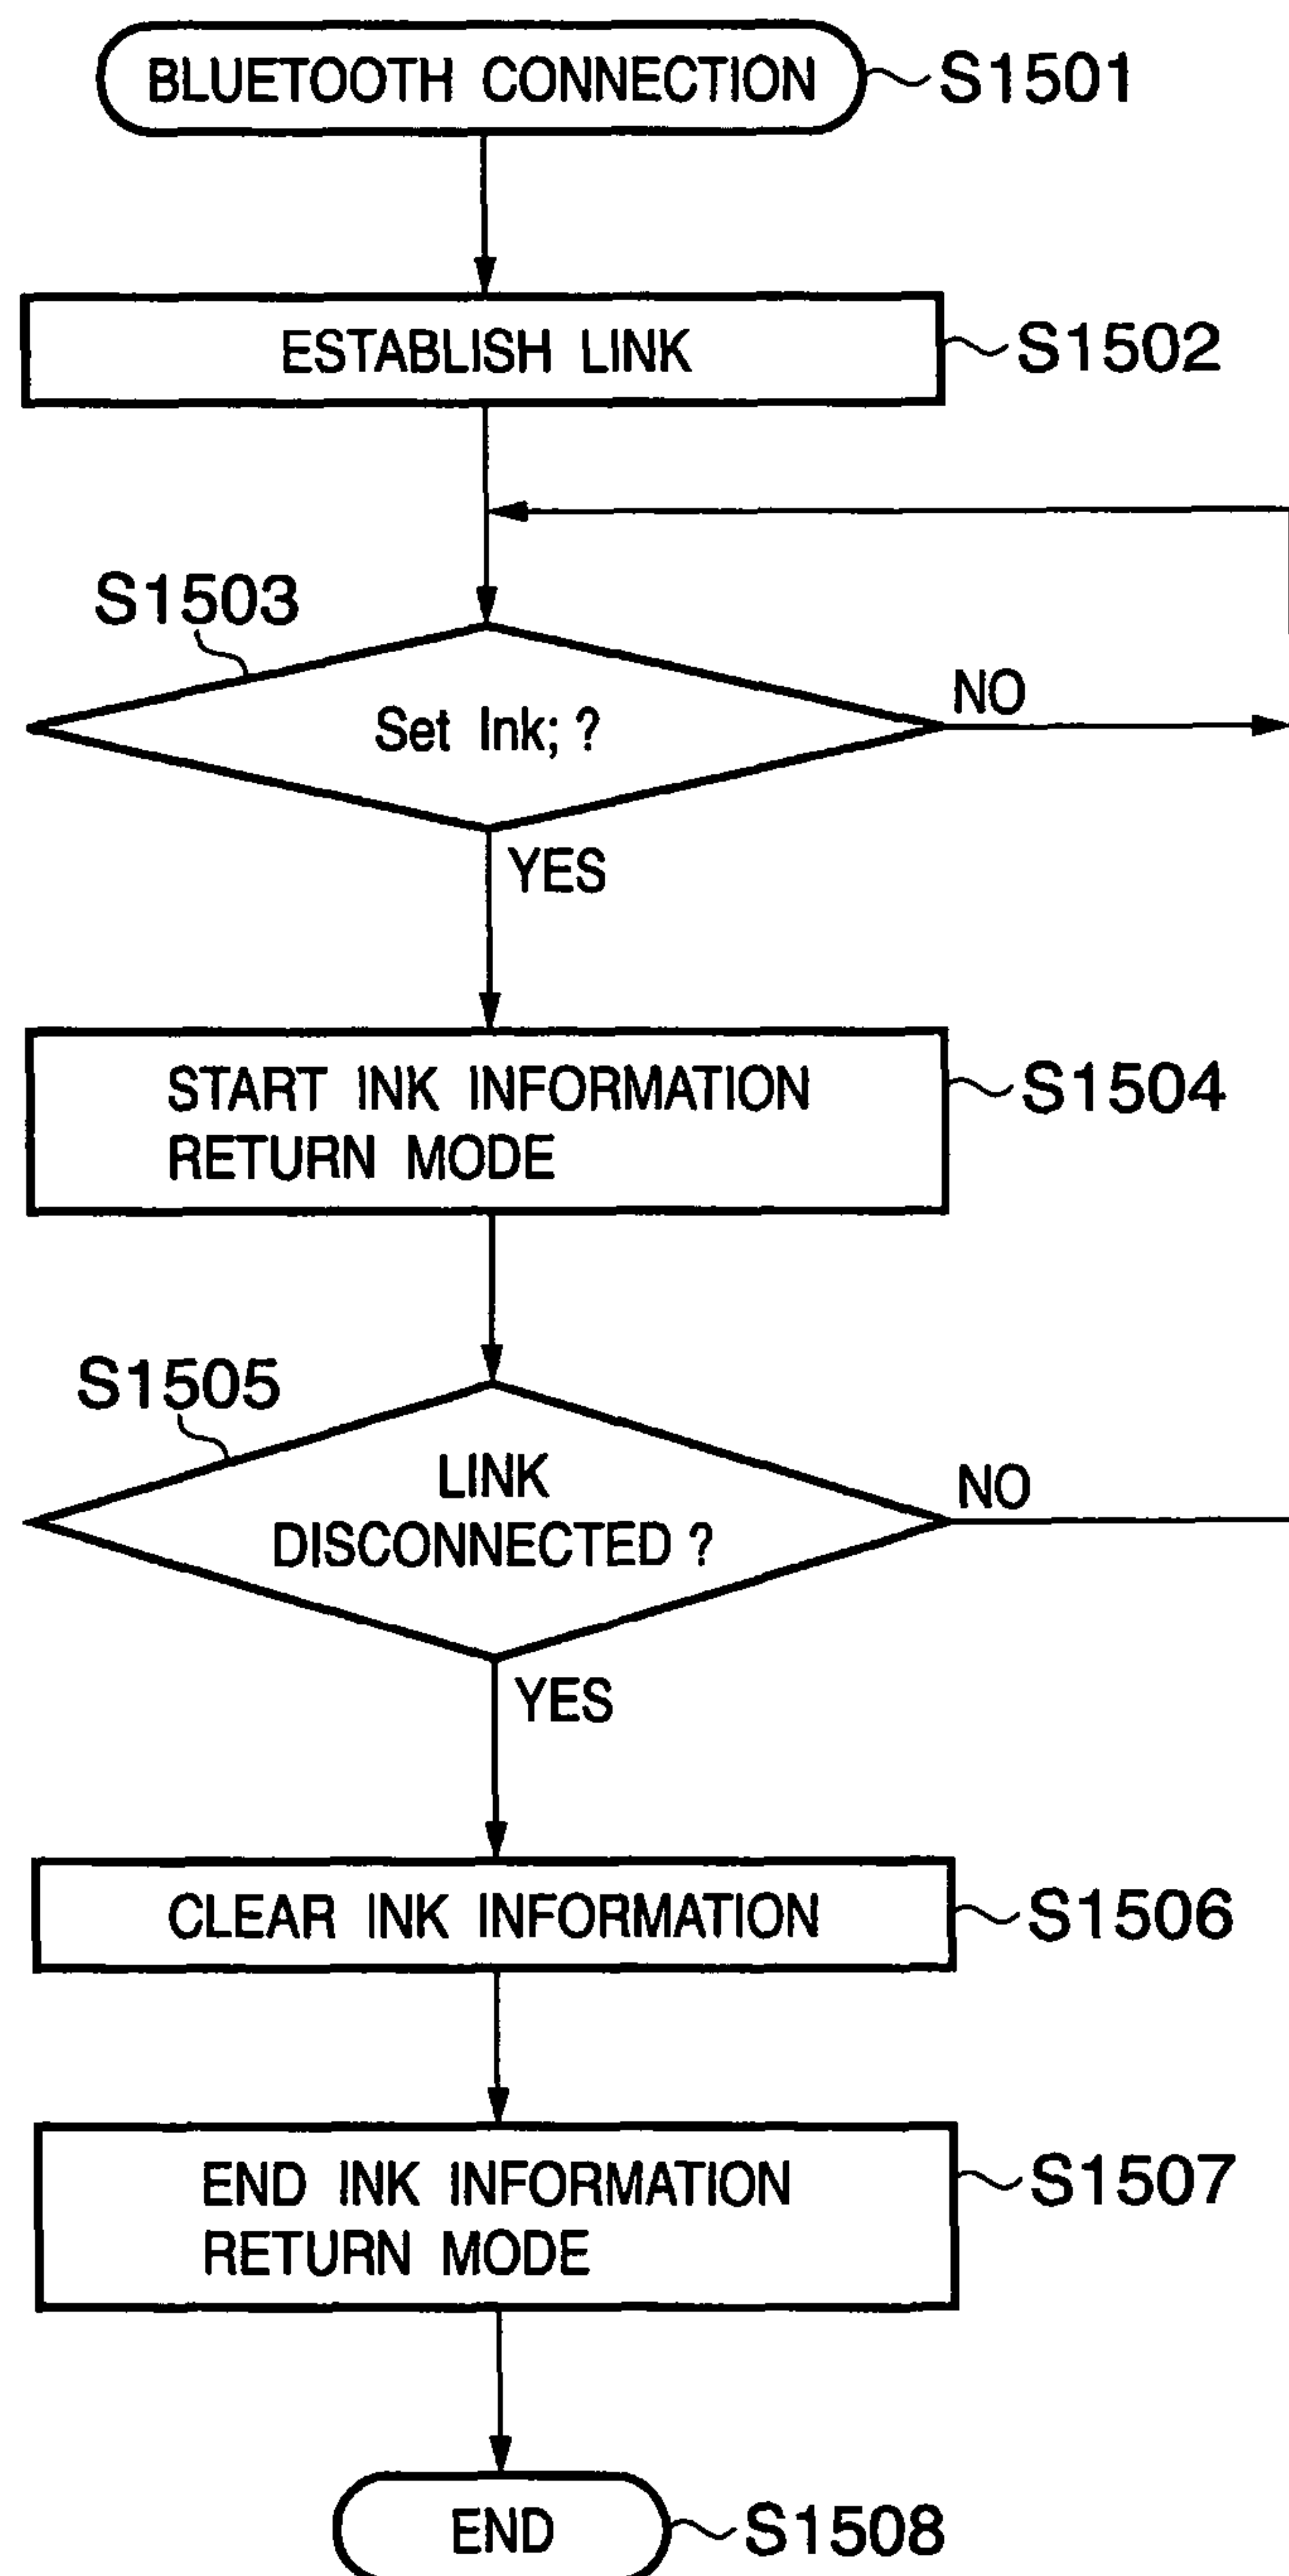 BLUETOOTH CONNECTION
S1501
ESTABLISH LINK
S1502
S1503
Set Ink; ?
NO
YES
START INK INFORMATION
RETURN MODE
S1504
S1505
LINK
DISCONNECTED ?
NO
YES
CLEAR INK INFORMATION
S1506
END INK INFORMATION
RETURN MODE
S1507
END
S1508